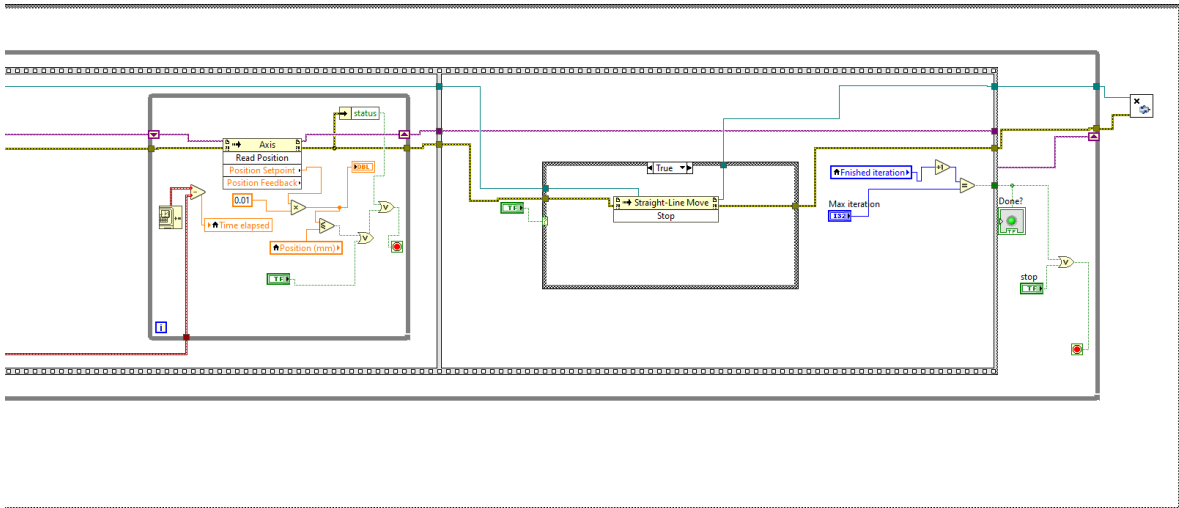 status
Axis
Read Position
Position Setpoint
Position Feedback
DBL
0.01
Time elapsed
Position (mm)
TF
i
True
TF
Straight-Line Move
Stop
Fnished iteration
+1
Max iteration
I32
Done?
TF
stop
TF